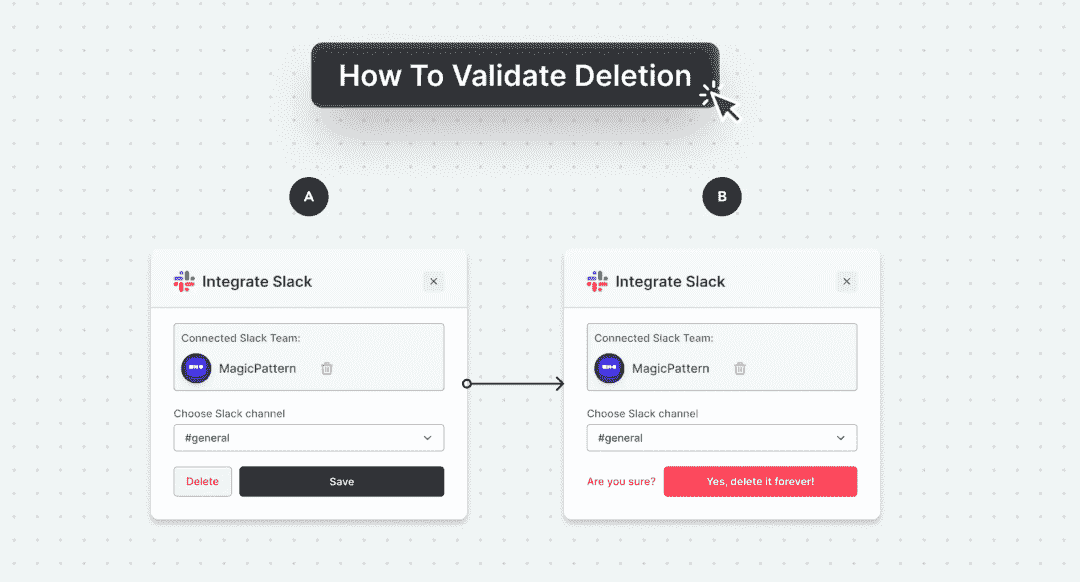 How To Validate Deletion
A
B
Integrate Slack
Connected Slack Team:
MagicPattern
Choose Slack channel
#general
Delete
Save
Integrate Slack
Connected Slack Team:
MagicPattern
Choose Slack channel
#general
Are you sure?
Yes, delete it forever!